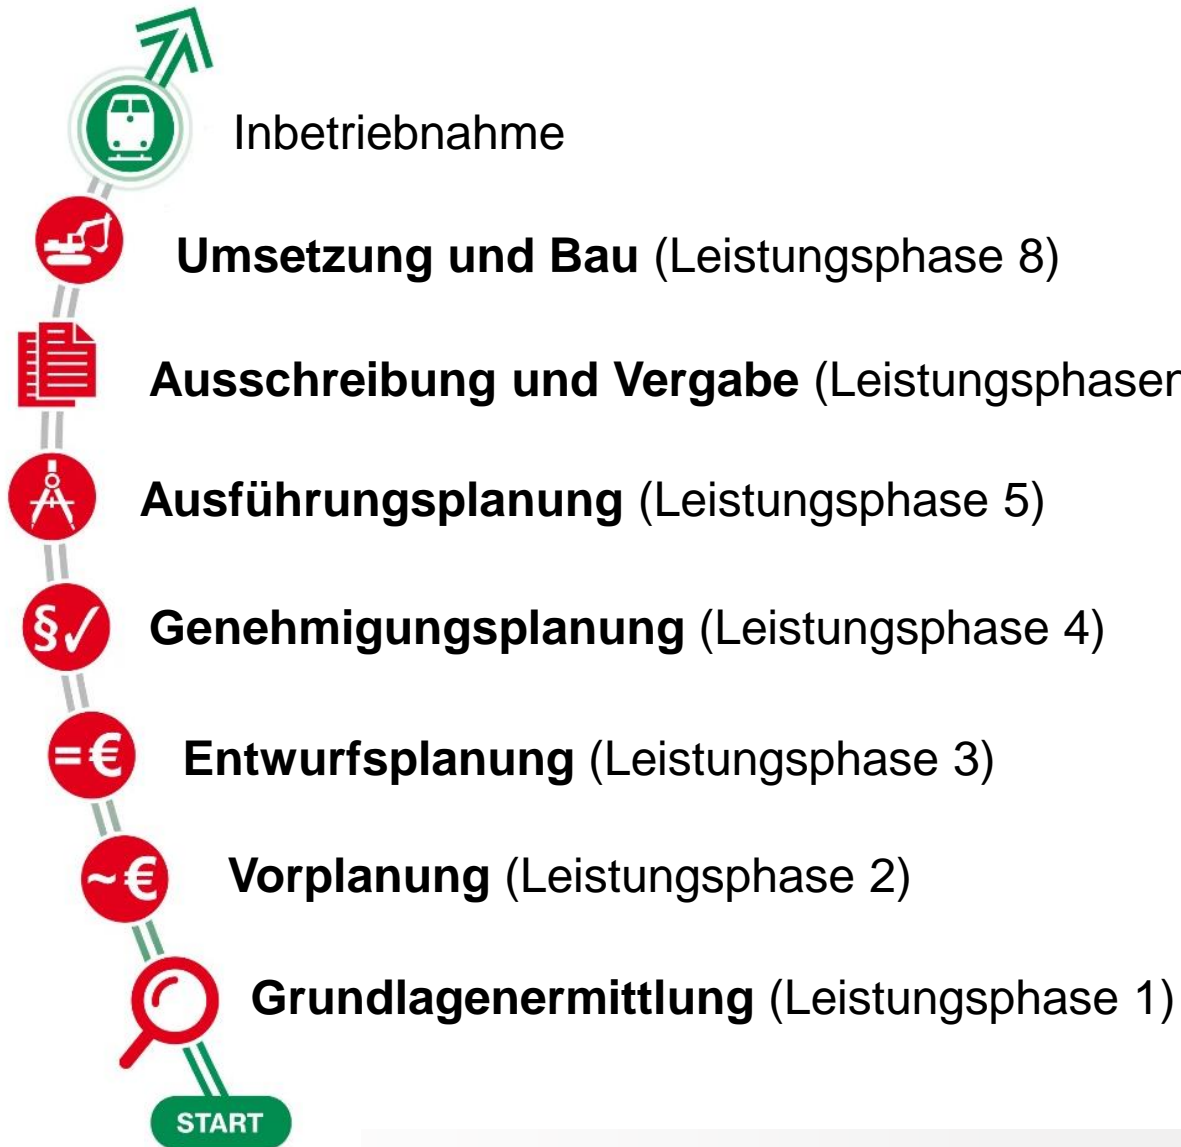 Inbetriebnahme
Umsetzung und Bau (Leistungsphase 8)
Ausschreibung und Vergabe (Leistungsphasen
Ausführungsplanung (Leistungsphase 5)
§✓ Genehmigungsplanung (Leistungsphase 4)
=€ Entwurfsplanung (Leistungsphase 3)
~€ Vorplanung (Leistungsphase 2)
Grundlagenermittlung (Leistungsphase 1)
START